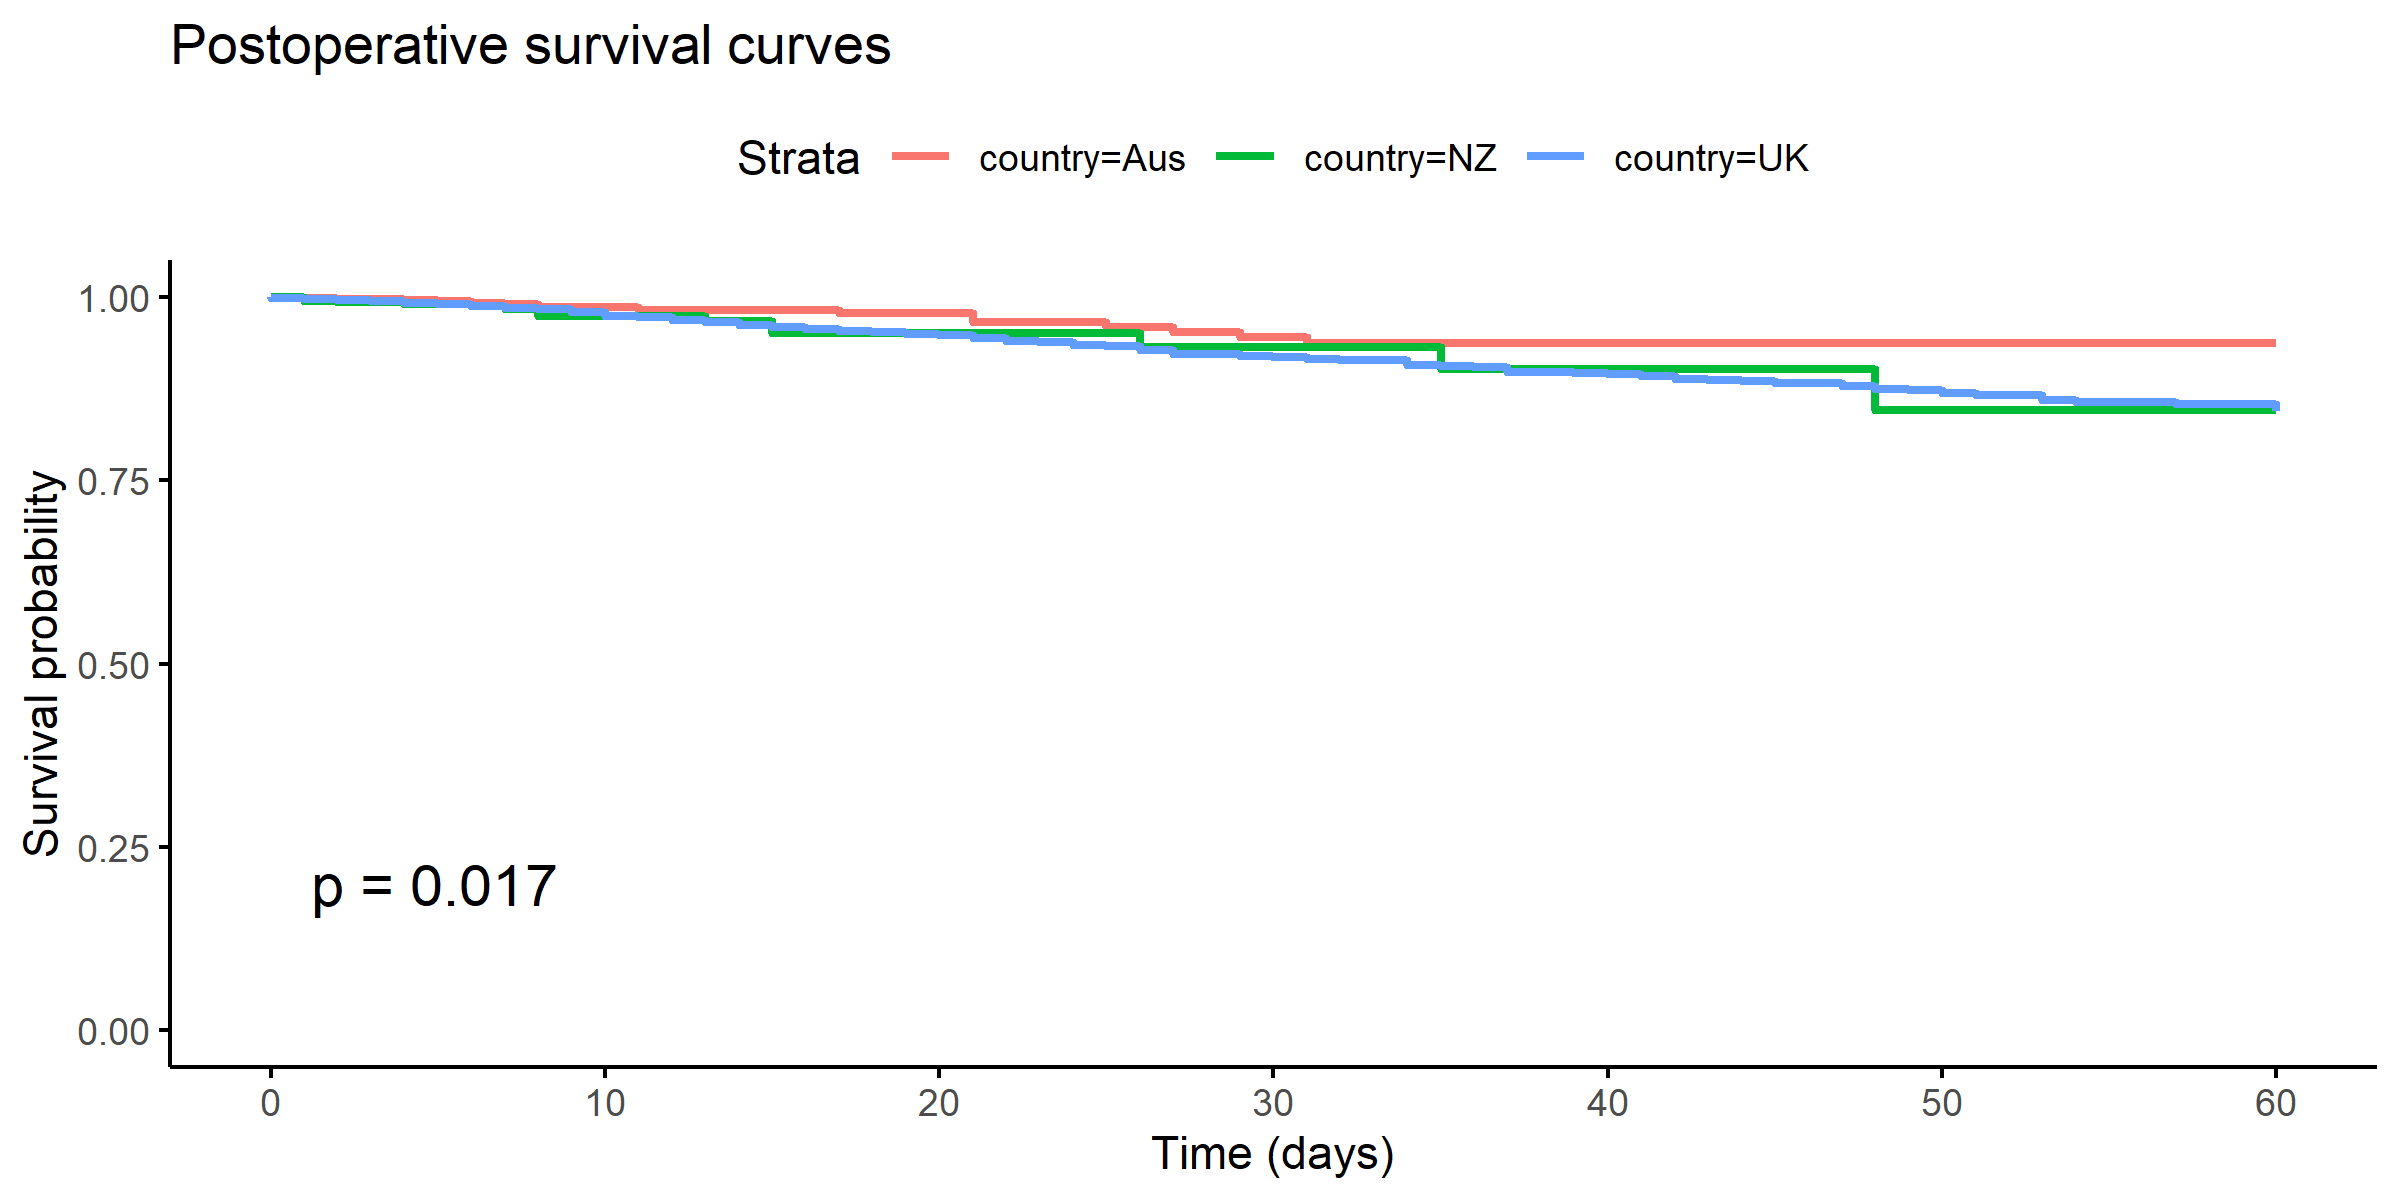 Postoperative survival curves
Strata country=Aus country=NZ country=UK
Survival probability
1.00
0.75
0.50
0.25
0.00
p = 0.017
0 10 20 30 40 50 60
Time (days)